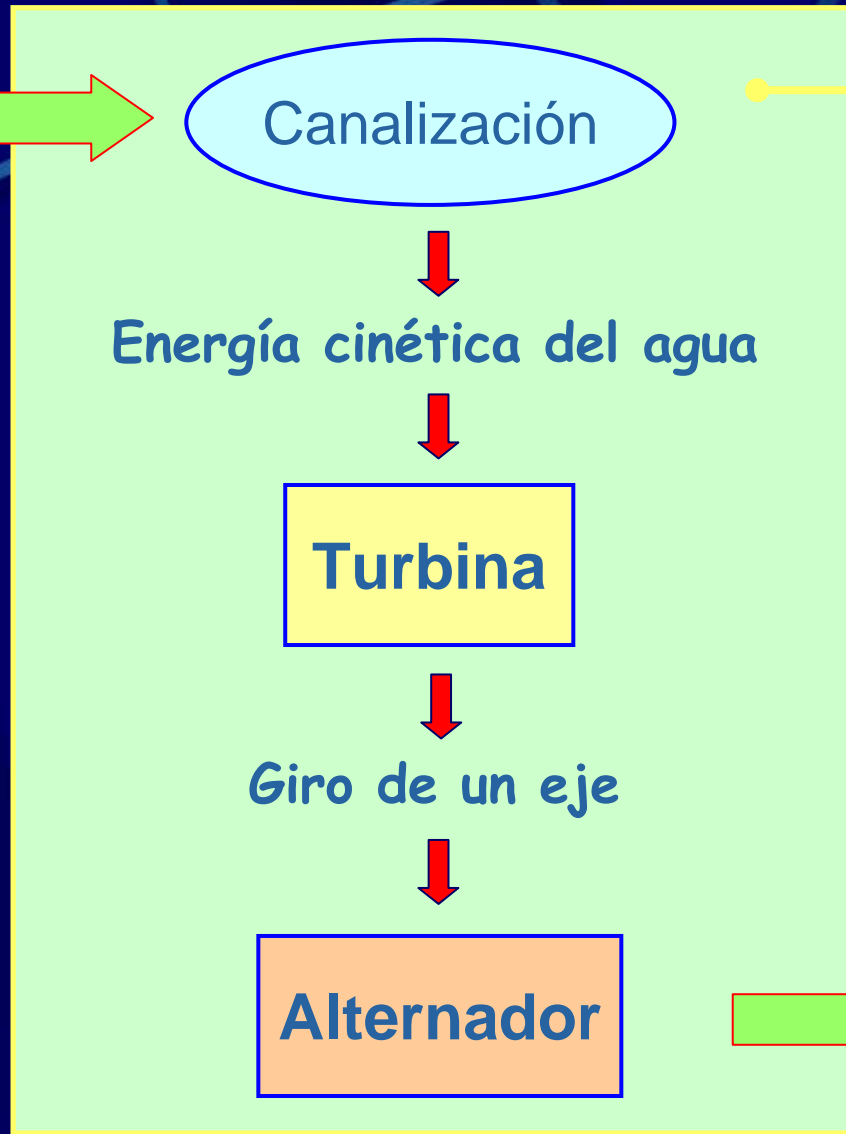 Canalización
Energía cinética del agua
Turbina
Giro de un eje
Alternador